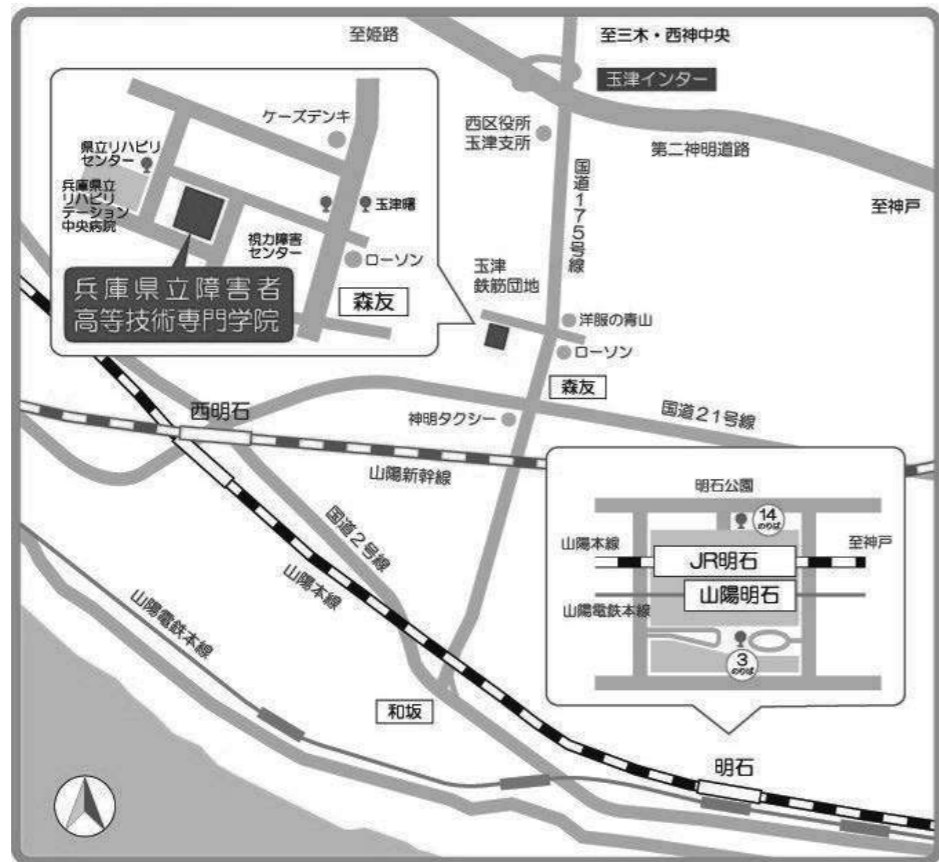 至姫路
至三木・西神中央
玉津インター
西区役所
玉津支所
第二神明道路
国道175号線
至神戸
ケーズデンキ
県立リハビリ
センター
兵庫県立
リハビリ
テーション
中央病院
玉津曙
視力障害
センター
ローソン
兵庫県立障害者
高等技術専門学院
森友
玉津
鉄筋団地
洋服の青山
ローソン
森友
神明タクシー
国道21号線
西明石
山陽新幹線
国道2号線
山陽本線
山陽電鉄本線
和坂
明石公園
14
のりば
山陽本線
至神戸
JR明石
山陽明石
山陽電鉄本線
3
のりば
明石